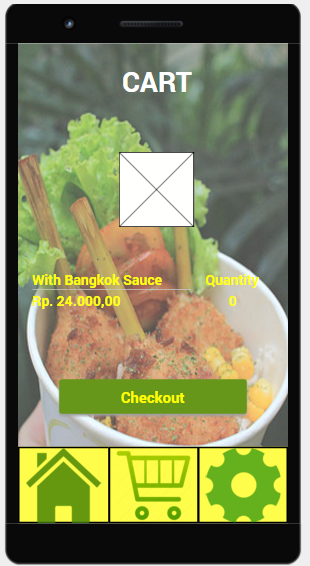 CART
With Bangkok Sauce Quantity
Rp. 24.000,00 0
Checkout